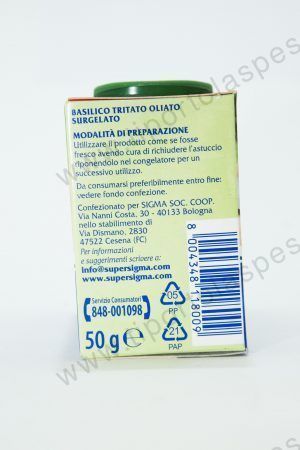 BASILICO TRITATO OLIATO
SURGELATO
MODALITÀ DI PREPARAZIONE
Utilizzare il prodotto come se fosse
fresco avendo cura di richiudere l'astuccio
riponendolo nel congelatore per un
successivo utilizzo.
Da consumarsi preferibilmente entro fine:
vedere fondo confezione.
Confezionato per SIGMA SOC. COOP.
Via Nanni Costa, 30 - 40133 Bologna
nello stabilimento di
Via Dismano, 2830
47522 Cesena (FC)
Per informazioni
e suggerimenti scrivere a:
info@supersigma.com
www.supersigma.com
Servizio Consumatori
848-001098
50 g e
05
PP
21
PAP
8 004348 118009